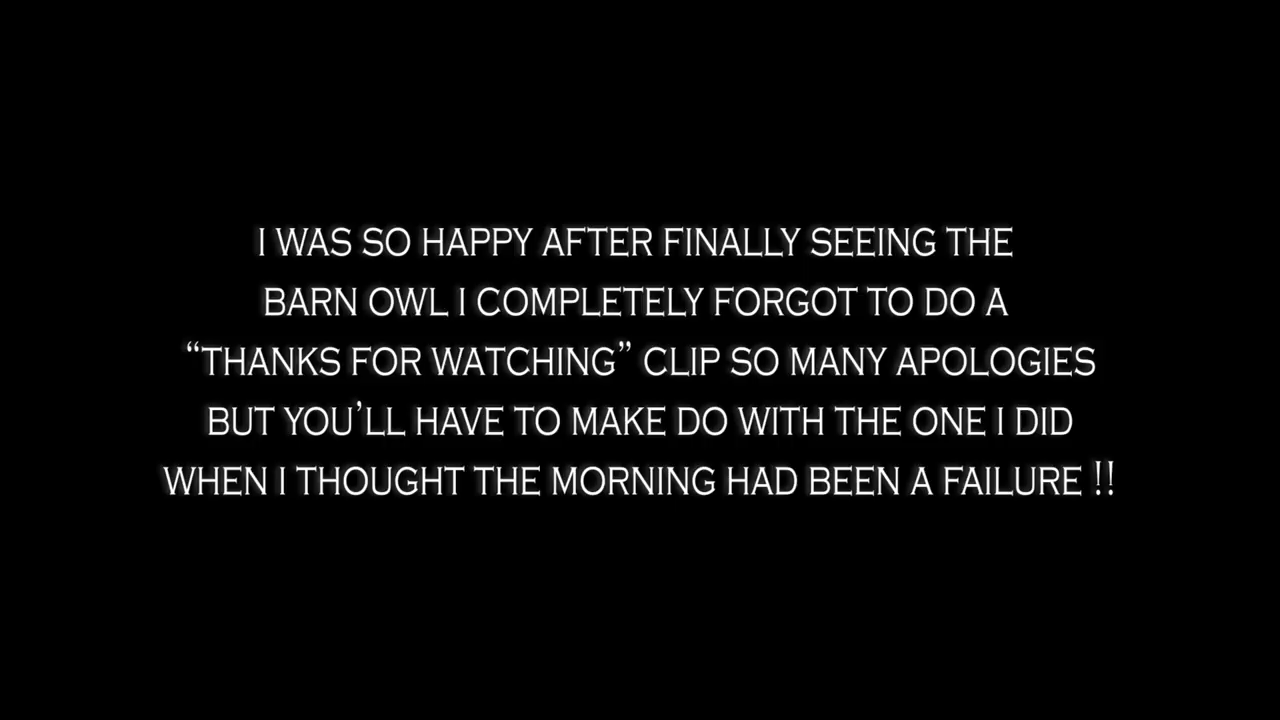 I WAS SO HAPPY AFTER FINALLY SEEING THE
BARN OWL I COMPLETELY FORGOT TO DO A
“THANKS FOR WATCHING” CLIP SO MANY APOLOGIES
BUT YOU’LL HAVE TO MAKE DO WITH THE ONE I DID
WHEN I THOUGHT THE MORNING HAD BEEN A FAILURE !!